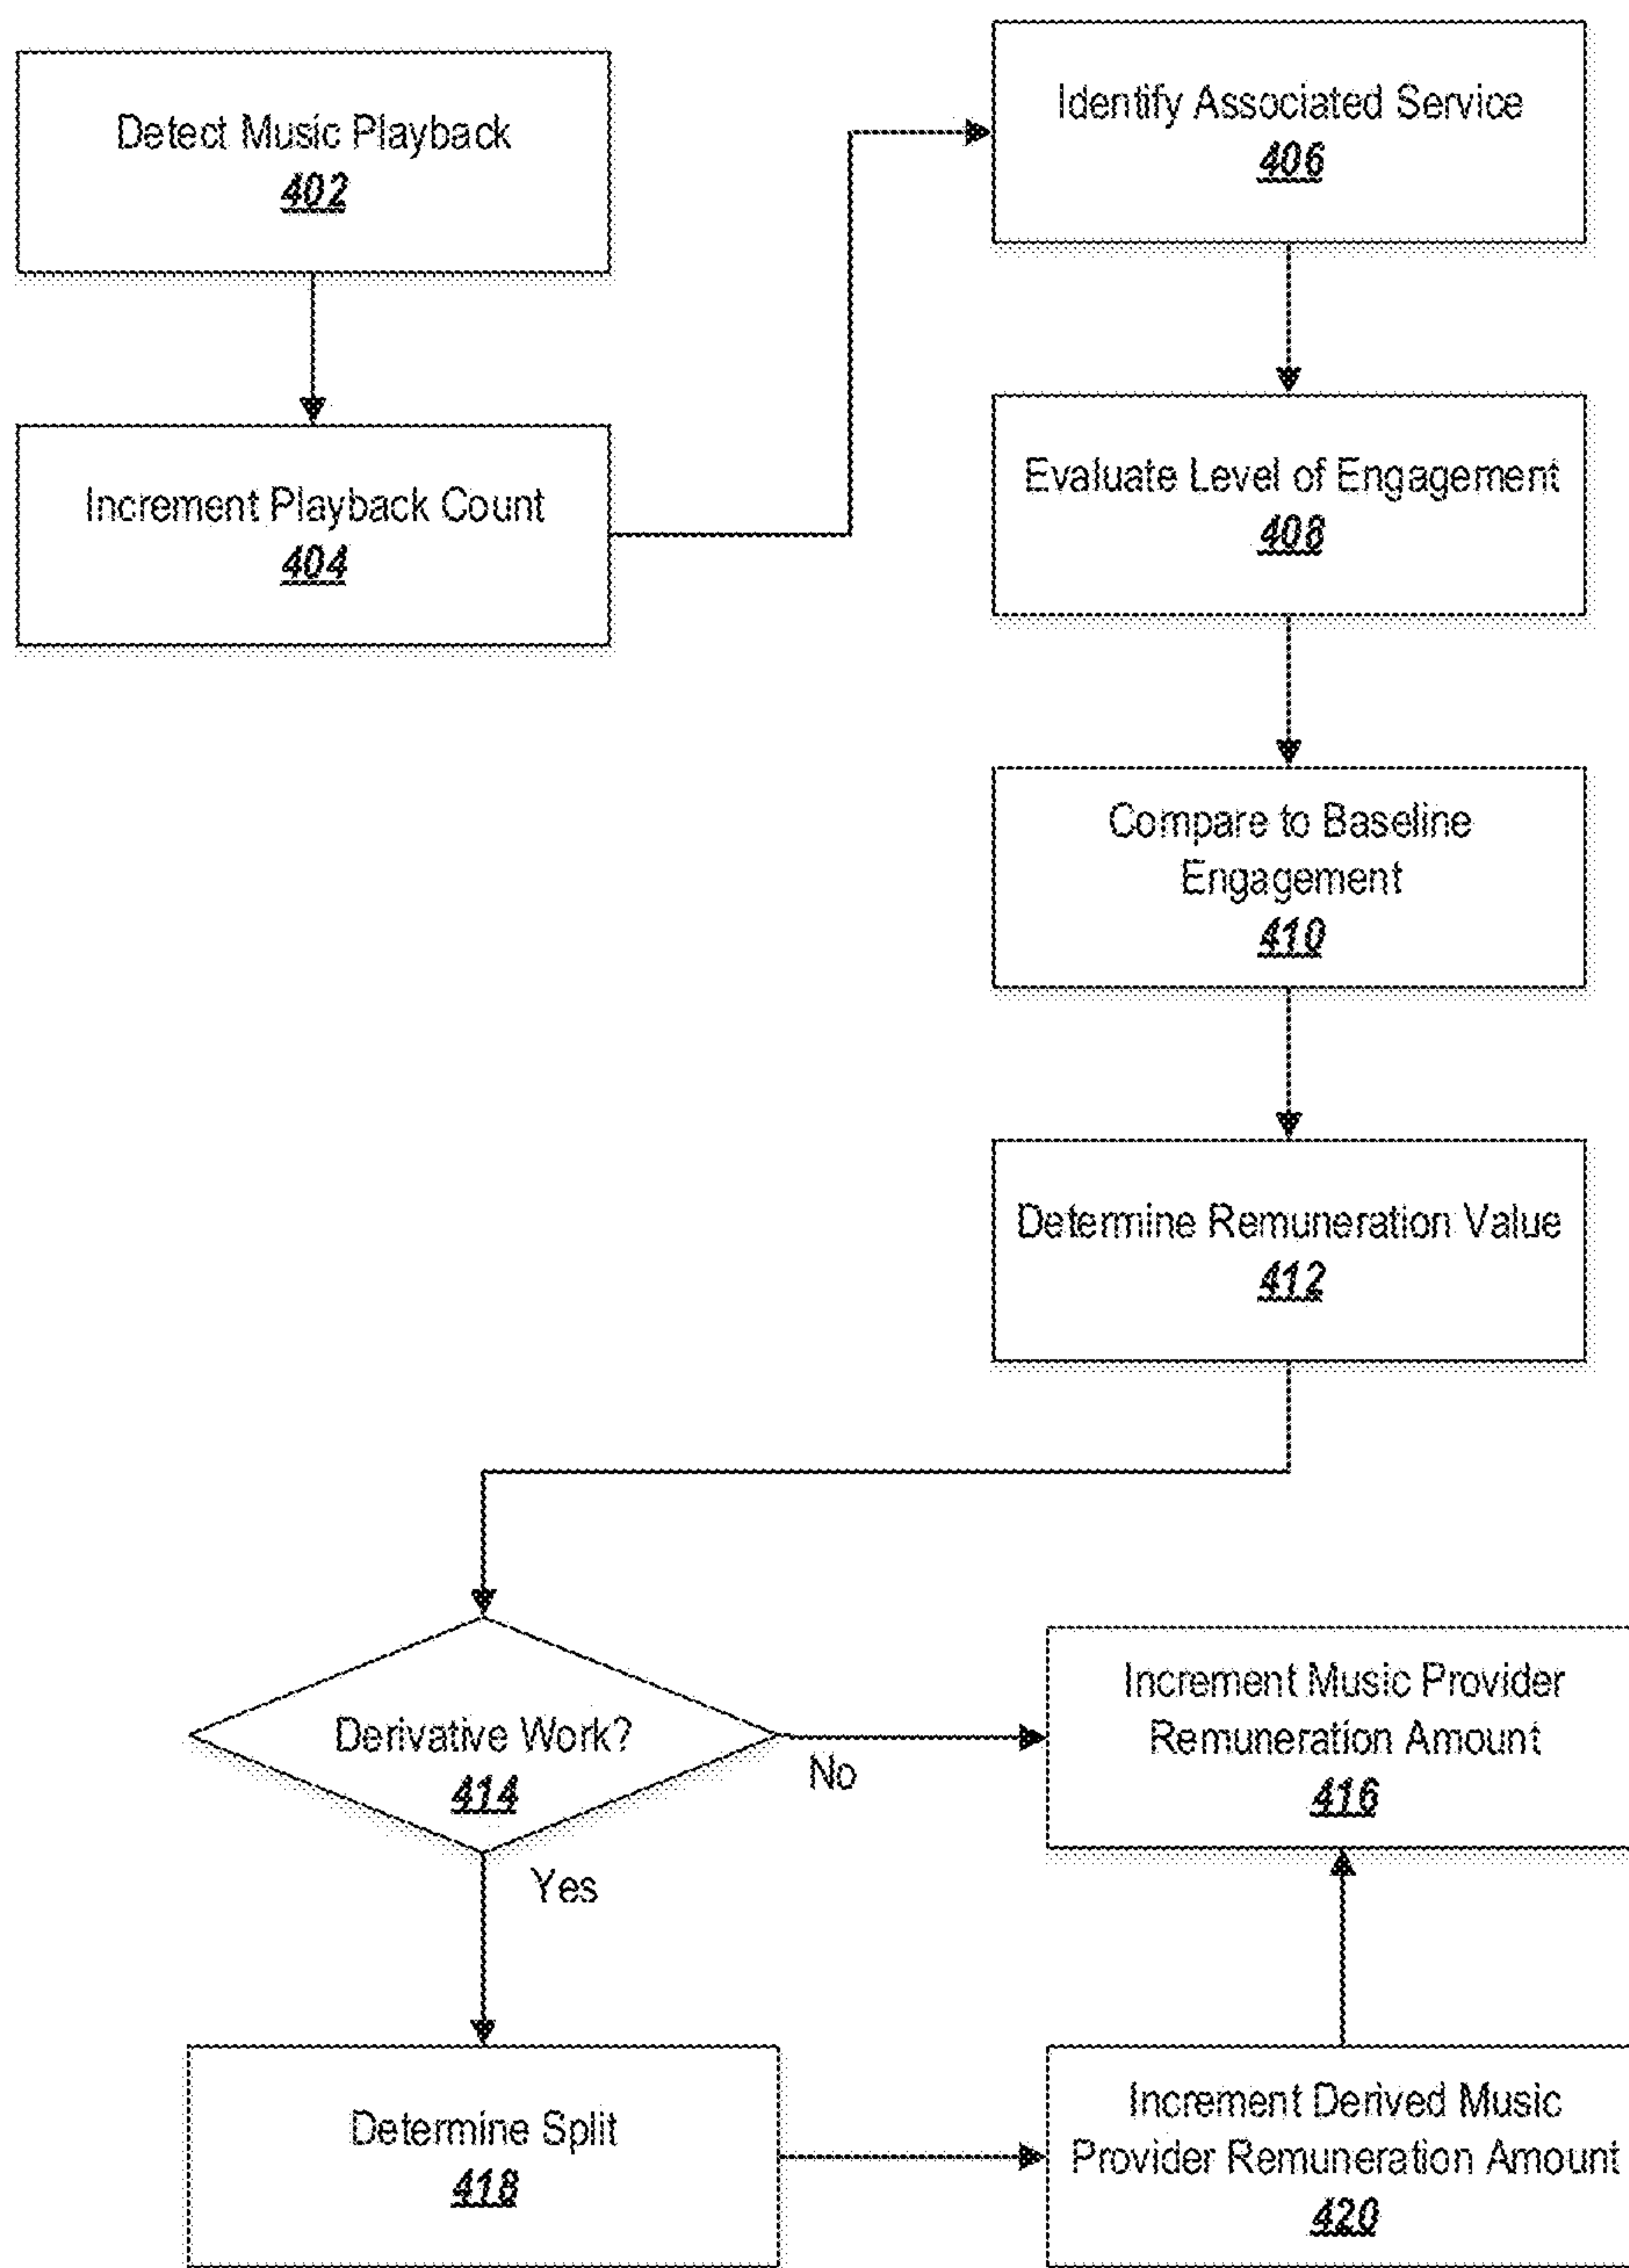 Detect Music Playback
402
Increment Playback Count
404
Identify Associated Service
406
Evaluate Level of Engagement
408
Compare to Baseline
Engagement
410
Determine Remuneration Value
412
Derivative Work?
414
No
Yes
Increment Music Provider
Remuneration Amount
416
Determine Split
418
Increment Derived Music
Provider Remuneration Amount
420